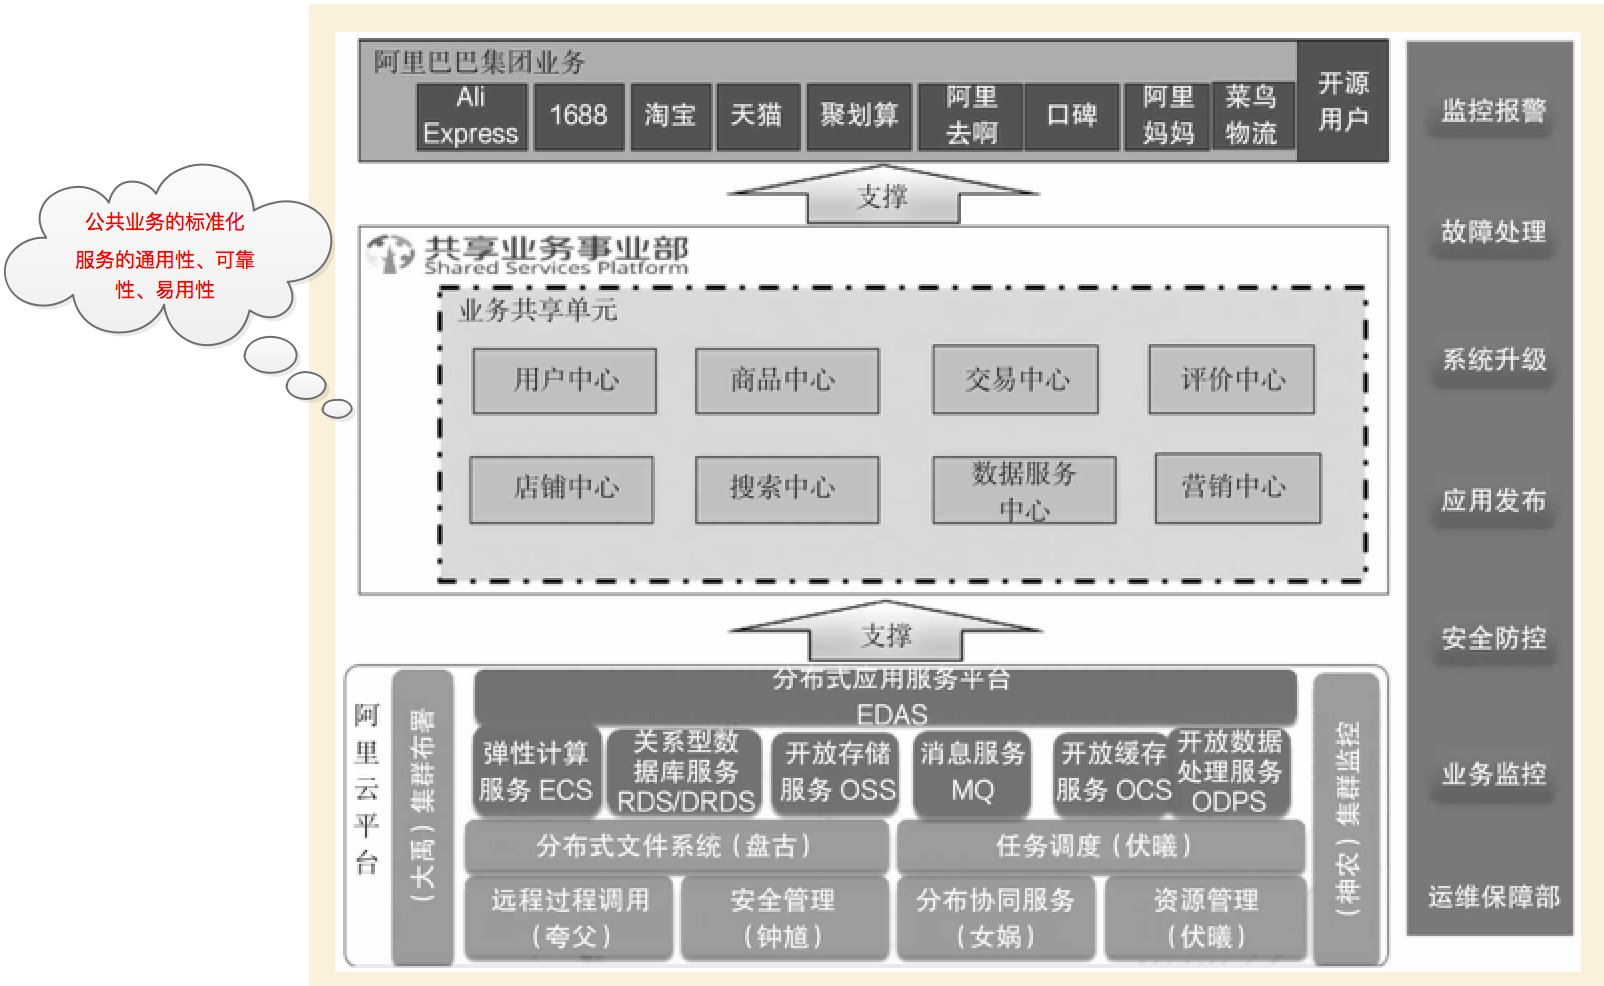 阿里巴巴集团业务
Ali
Express
1688
淘宝
天猫
聚划算
阿里
去啊
口碑
阿里
妈妈
菜鸟
物流
开源
用户
支撑
公共业务的标准化
服务的通用性、可靠
性、易用性
共享业务事业部
Shared Services Platform
业务共享单元
用户中心
商品中心
交易中心
评价中心
店铺中心
搜索中心
数据服务
中心
营销中心
支撑
阿
里
云
平
台
(大禹) 集群布署
分布式应用服务平台
EDAS
弹性计算
服务 ECS
关系型数
据库服务
RDS/DRDS
开放存储
服务 OSS
消息服务
MQ
开放缓存
服务 OCS
开放数据
处理服务
ODPS
分布式文件系统 (盘古)
任务调度 (伏曦)
远程过程调用
(夸父)
安全管理
(钟馗)
分布协同服务
(女娲)
资源管理
(伏曦)
(神农) 集群监控
监控报警
故障处理
系统升级
应用发布
安全防控
业务监控
运维保障部